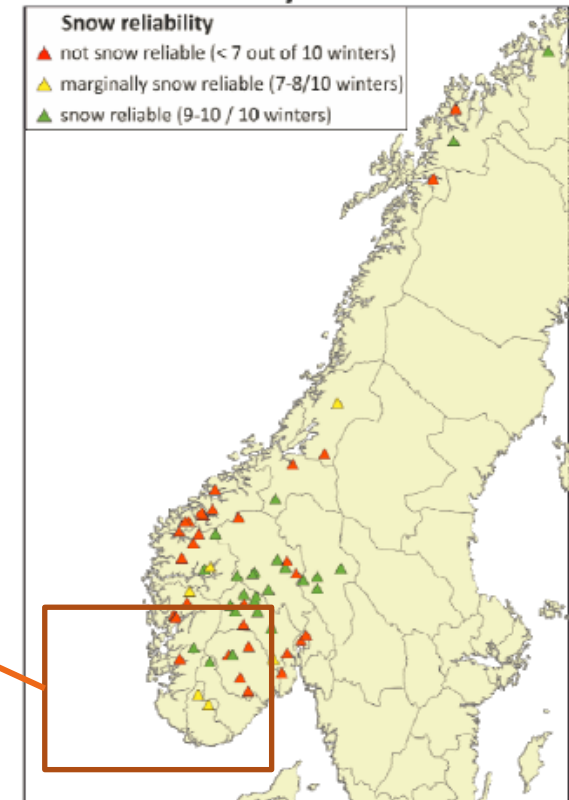 Snow reliability
not snow reliable (< 7 out of 10 winters)
marginally snow reliable (7-8/10 winters)
snow reliable (9-10 / 10 winters)